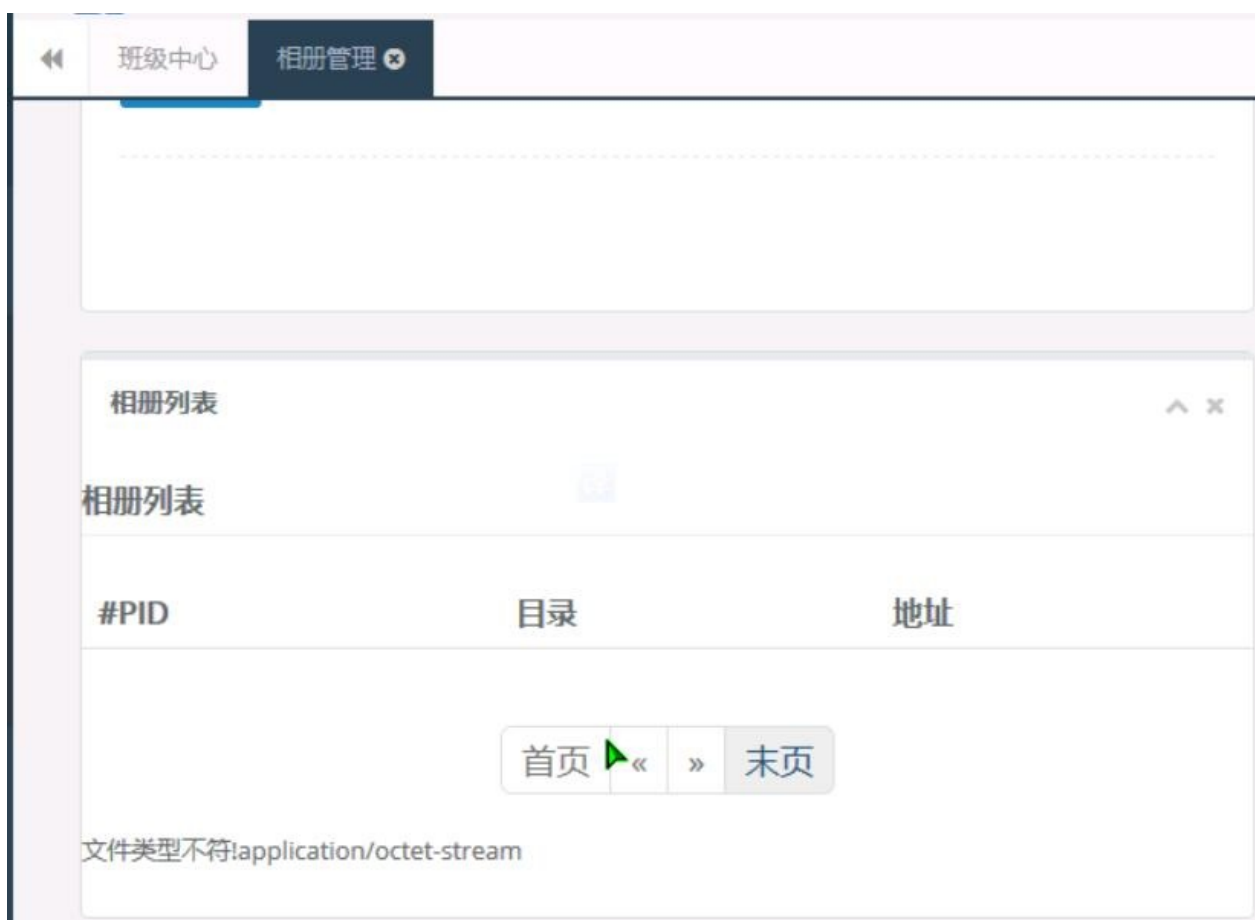 班级中心 相册管理
相册列表
相册列表
#PID 目录 地址
首页 « » 末页
文件类型不符!application/octet-stream